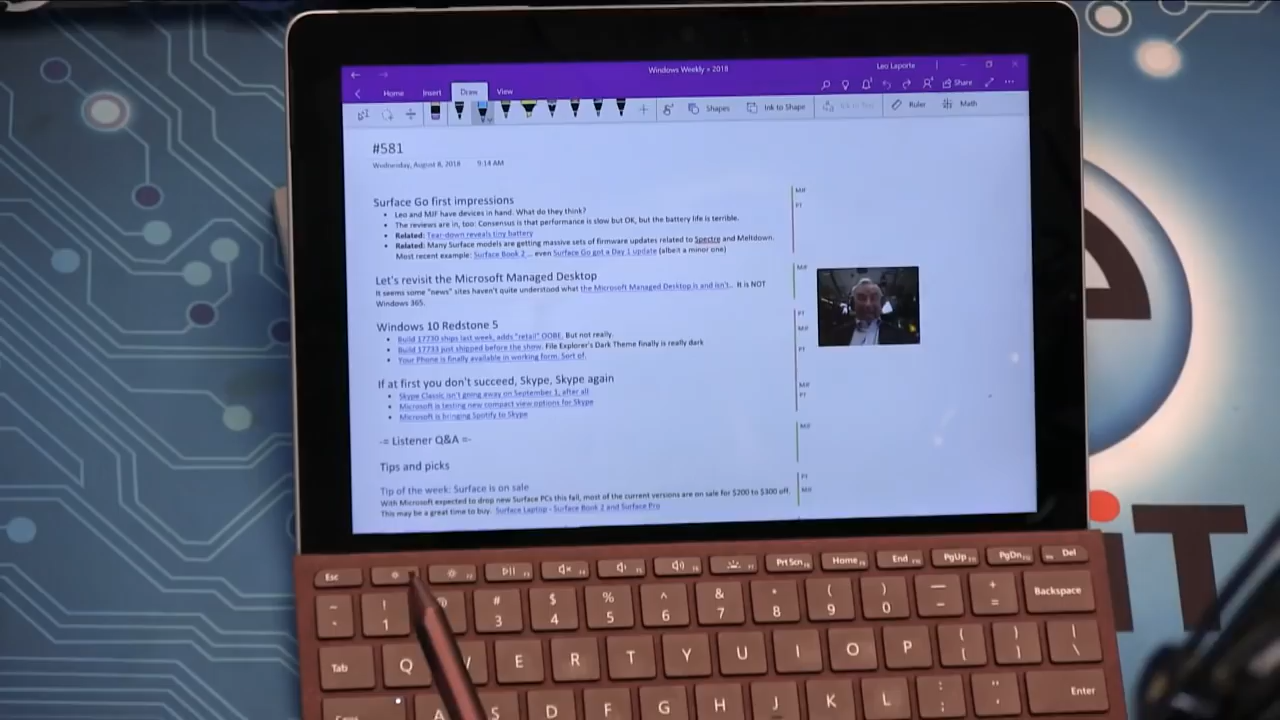 Windows Weekly » 2018
Leo Laporte
Home Insert Draw View
Share
Shapes Ink to Shape Ruler Math
#581
Wednesday, August 8, 2018 9:14 AM
Surface Go first impressions
• Leo and MJF have devices in hand. What do they think?
• The reviews are in, too: Consensus is that performance is slow but OK, but the battery life is terrible.
• Related: Tear-down reveals tiny battery
• Related: Many Surface models are getting massive sets of firmware updates related to Spectre and Meltdown.
Most recent example: Surface Book 2... even Surface Go got a Day 1 update (albeit a minor one)
Let's revisit the Microsoft Managed Desktop
It seems some "news" sites haven't quite understood what the Microsoft Managed Desktop is and isn't.. It is NOT
Windows 365.
Windows 10 Redstone 5
• Build 17730 ships last week, adds "retail" OOBE. But not really.
• Build 17733 just shipped before the show. File Explorer's Dark Theme finally is really dark
• Your Phone is finally available in working form. Sort of.
If at first you don't succeed, Skype, Skype again
• Skype Classic isn't going away on September 1, after all
• Microsoft is testing new compact view options for Skype
• Microsoft is bringing Spotify to Skype
-= Listener Q&A =-
Tips and picks
Tip of the week: Surface is on sale
With Microsoft expected to drop new Surface PCs this fall, most of the current versions are on sale for $200 to $300 off.
This may be a great time to buy. Surface Laptop - Surface Book 2 and Surface Pro
e
iT
Esc PrtScn Home End PgUp PgDn Del
~ ! # $ % ^ & * ( ) — +
` 1 3 4 5 6 7 8 9 0 - = Backspace
Tab Q E R T Y U I O P { [ } ] | \
A S D F G H J K L : ; " ' Enter